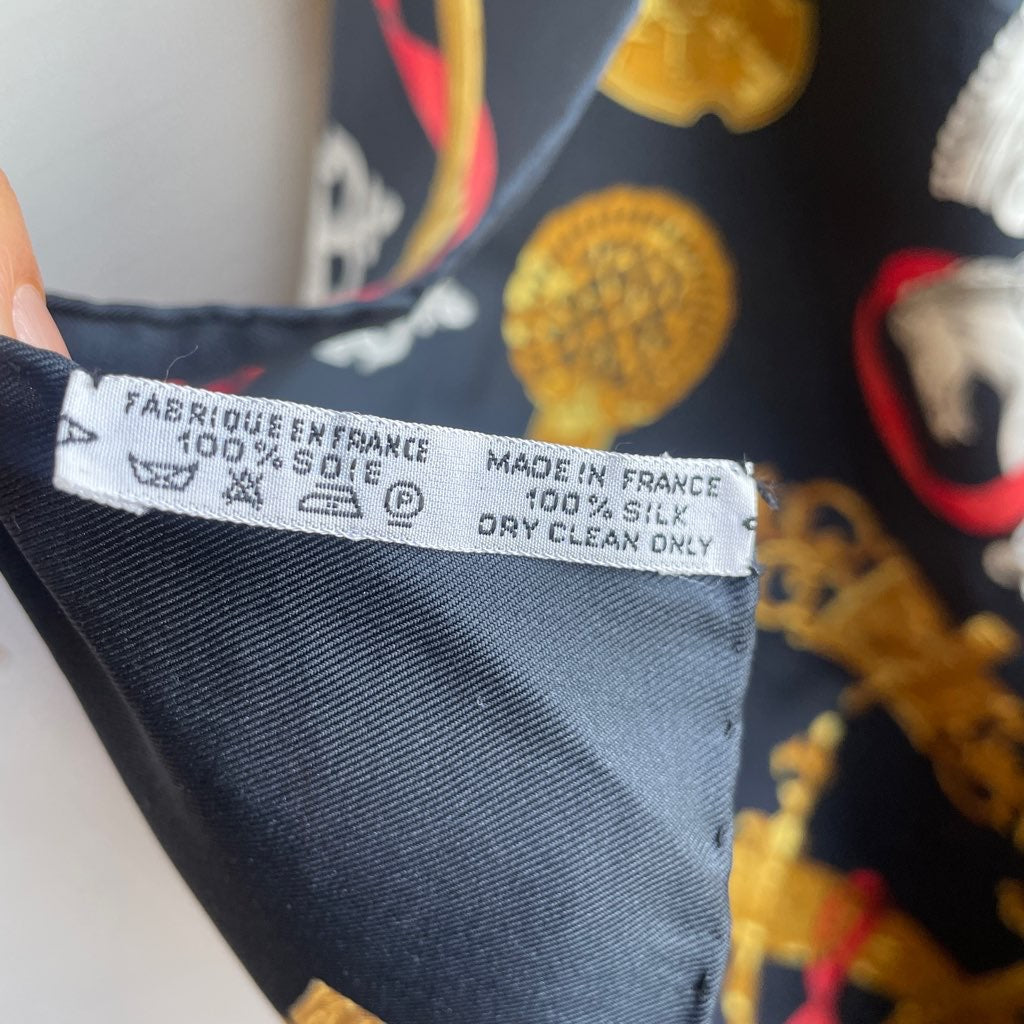 FABRIQUE EN FRANCE
100% SOIE
P
MADE IN FRANCE
100% SILK
DRY CLEAN ONLY
A